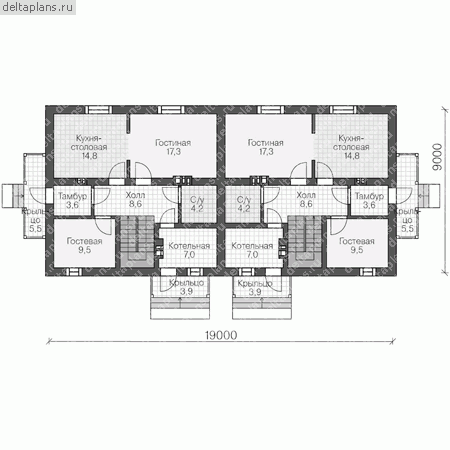 deltaplans.ru
Кухня-
столовая
14,8
Гостиная
17,3
Гостиная
17,3
Кухня-
столовая
14,8
9000
Тамбур
3,6
Холл
8,6
С/у
4,2
С/у
4,2
Холл
8,6
Тамбур
3,6
Крыльцо
5,5
Крыльцо
5,5
Гостевая
9,5
Котельная
7,0
Котельная
7,0
Гостевая
9,5
Крыльцо
3,9
Крыльцо
3,9
19000